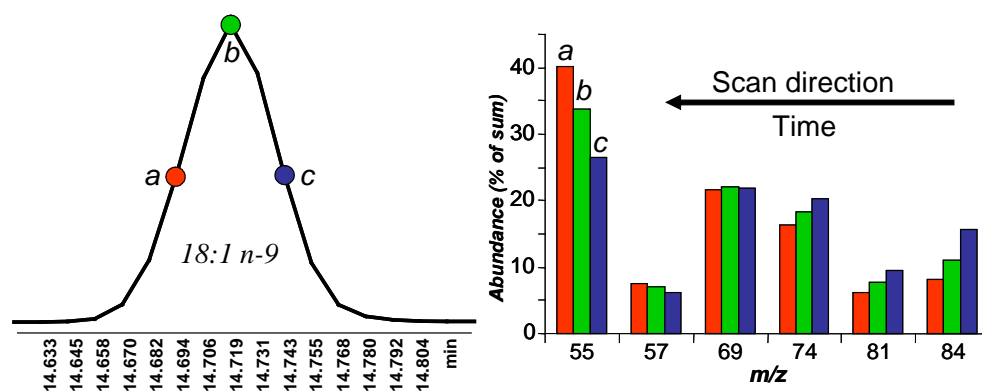 b
a
c
18:1 n-9
14.633
14.645
14.658
14.670
14.682
14.694
14.706
14.719
14.731
14.743
14.755
14.768
14.780
14.792
14.804
min
Abundance (% of sum)
40
30
20
10
0
a
b
c
Scan direction
Time
55 57 69 74 81 84
m/z